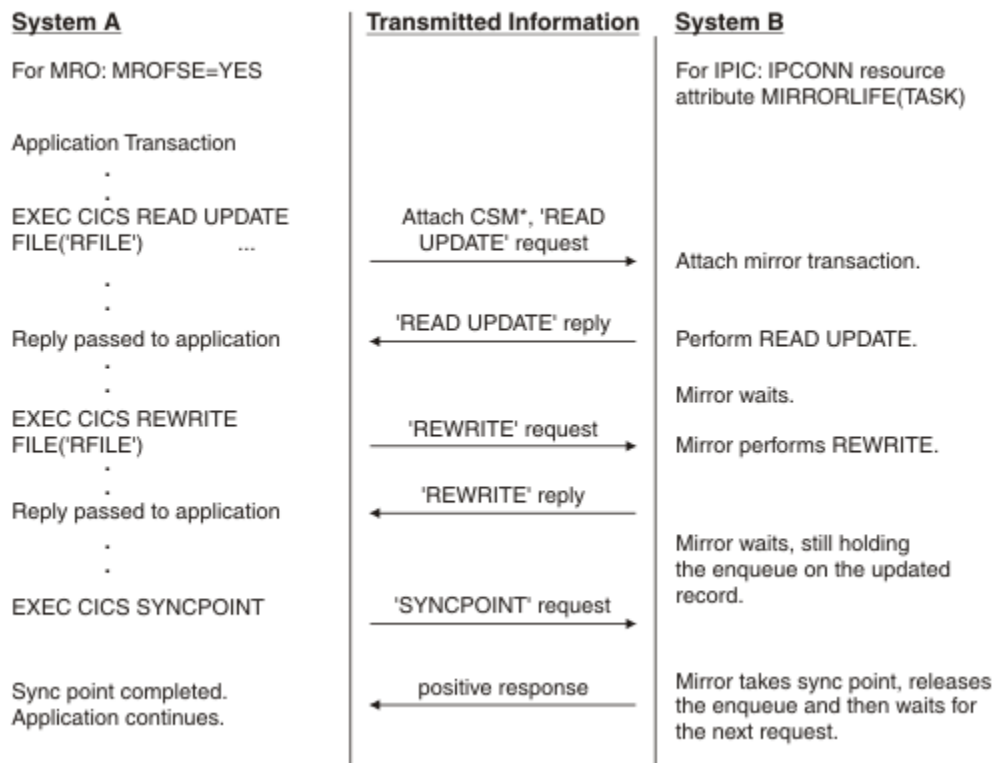 System A
Transmitted Information
System B
For MRO: MROFSE=YES
For IPIC: IPCONN resource
attribute MIRRORLIFE(TASK)
Application Transaction
.
.
EXEC CICS READ UPDATE
FILE('RFILE') ...
Attach CSM*, 'READ
UPDATE' request
Attach mirror transaction.
.
.
'READ UPDATE' reply
Reply passed to application
Perform READ UPDATE.
.
.
Mirror waits.
EXEC CICS REWRITE
FILE('RFILE')
'REWRITE' request
Mirror performs REWRITE.
.
.
'REWRITE' reply
Reply passed to application
.
.
Mirror waits, still holding
the enqueue on the updated
record.
EXEC CICS SYNCPOINT
'SYNCPOINT' request
Sync point completed.
Application continues.
positive response
Mirror takes sync point, releases
the enqueue and then waits for
the next request.